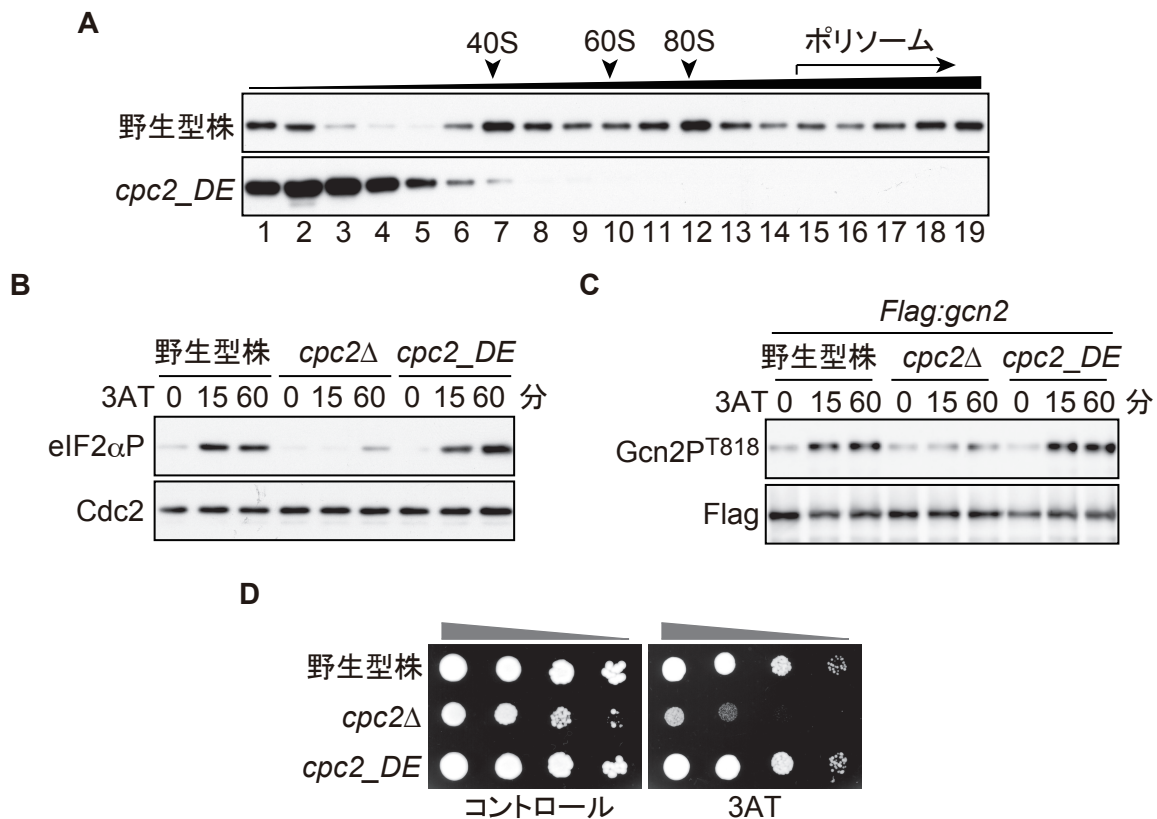 A
40S 60S 80S ポリソーム
野生型株
cpc2_DE
1 2 3 4 5 6 7 8 9 10 11 12 13 14 15 16 17 18 19
B
野生型株 cpc2Δ cpc2_DE
3AT 0 15 60 0 15 60 0 15 60 分
eIF2αP
Cdc2
C
Flag:gcn2
野生型株 cpc2Δ cpc2_DE
3AT 0 15 60 0 15 60 0 15 60 分
Gcn2PT818
Flag
D
野生型株
cpc2Δ
cpc2_DE
コントロール 3AT